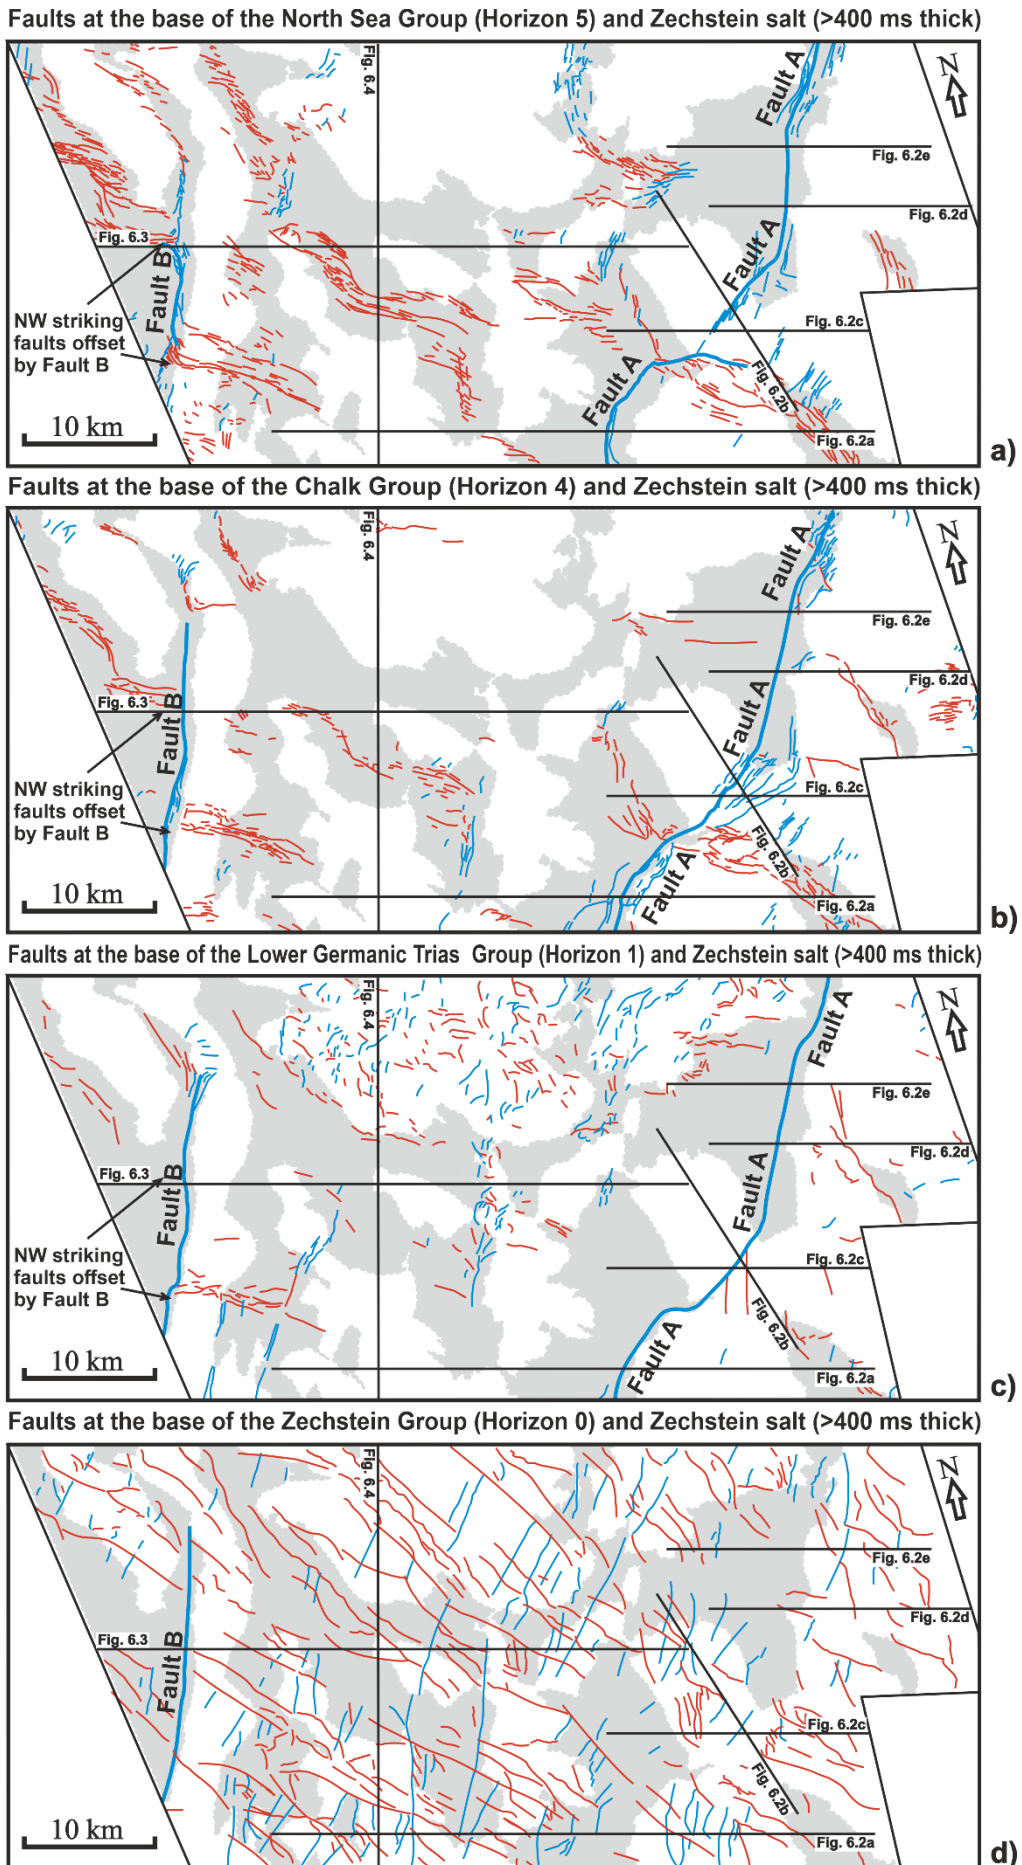 Faults at the base of the North Sea Group (Horizon 5) and Zechstein salt (>400 ms thick)
Fig. 6.4
Fault A
N
Fig. 6.2e
Fig. 6.2d
Fig. 6.3
Fault B
Fault A
NW striking
faults offset
by Fault B
Fig. 6.2c
Fault A
Fig. 6.2b
10 km
Fig. 6.2a
a)
Faults at the base of the Chalk Group (Horizon 4) and Zechstein salt (>400 ms thick)
Fig. 6.4
Fault A
N
Fig. 6.2e
Fig. 6.2d
Fig. 6.3
Fault B
Fault A
NW striking
faults offset
by Fault B
Fig. 6.2c
Fig. 6.2b
Fault A
10 km
Fig. 6.2a
b)
Faults at the base of the Lower Germanic Trias Group (Horizon 1) and Zechstein salt (>400 ms thick)
Fig. 6.4
Fault A
N
Fig. 6.2e
Fig. 6.2d
Fig. 6.3
Fault B
Fault A
NW striking
faults offset
by Fault B
Fig. 6.2c
Fig. 6.2b
Fault A
10 km
Fig. 6.2a
c)
Faults at the base of the Zechstein Group (Horizon 0) and Zechstein salt (>400 ms thick)
Fig. 6.4
N
Fig. 6.2e
Fig. 6.2d
Fig. 6.3
Fault B
Fig. 6.2c
Fig. 6.2b
10 km
Fig. 6.2a
d)